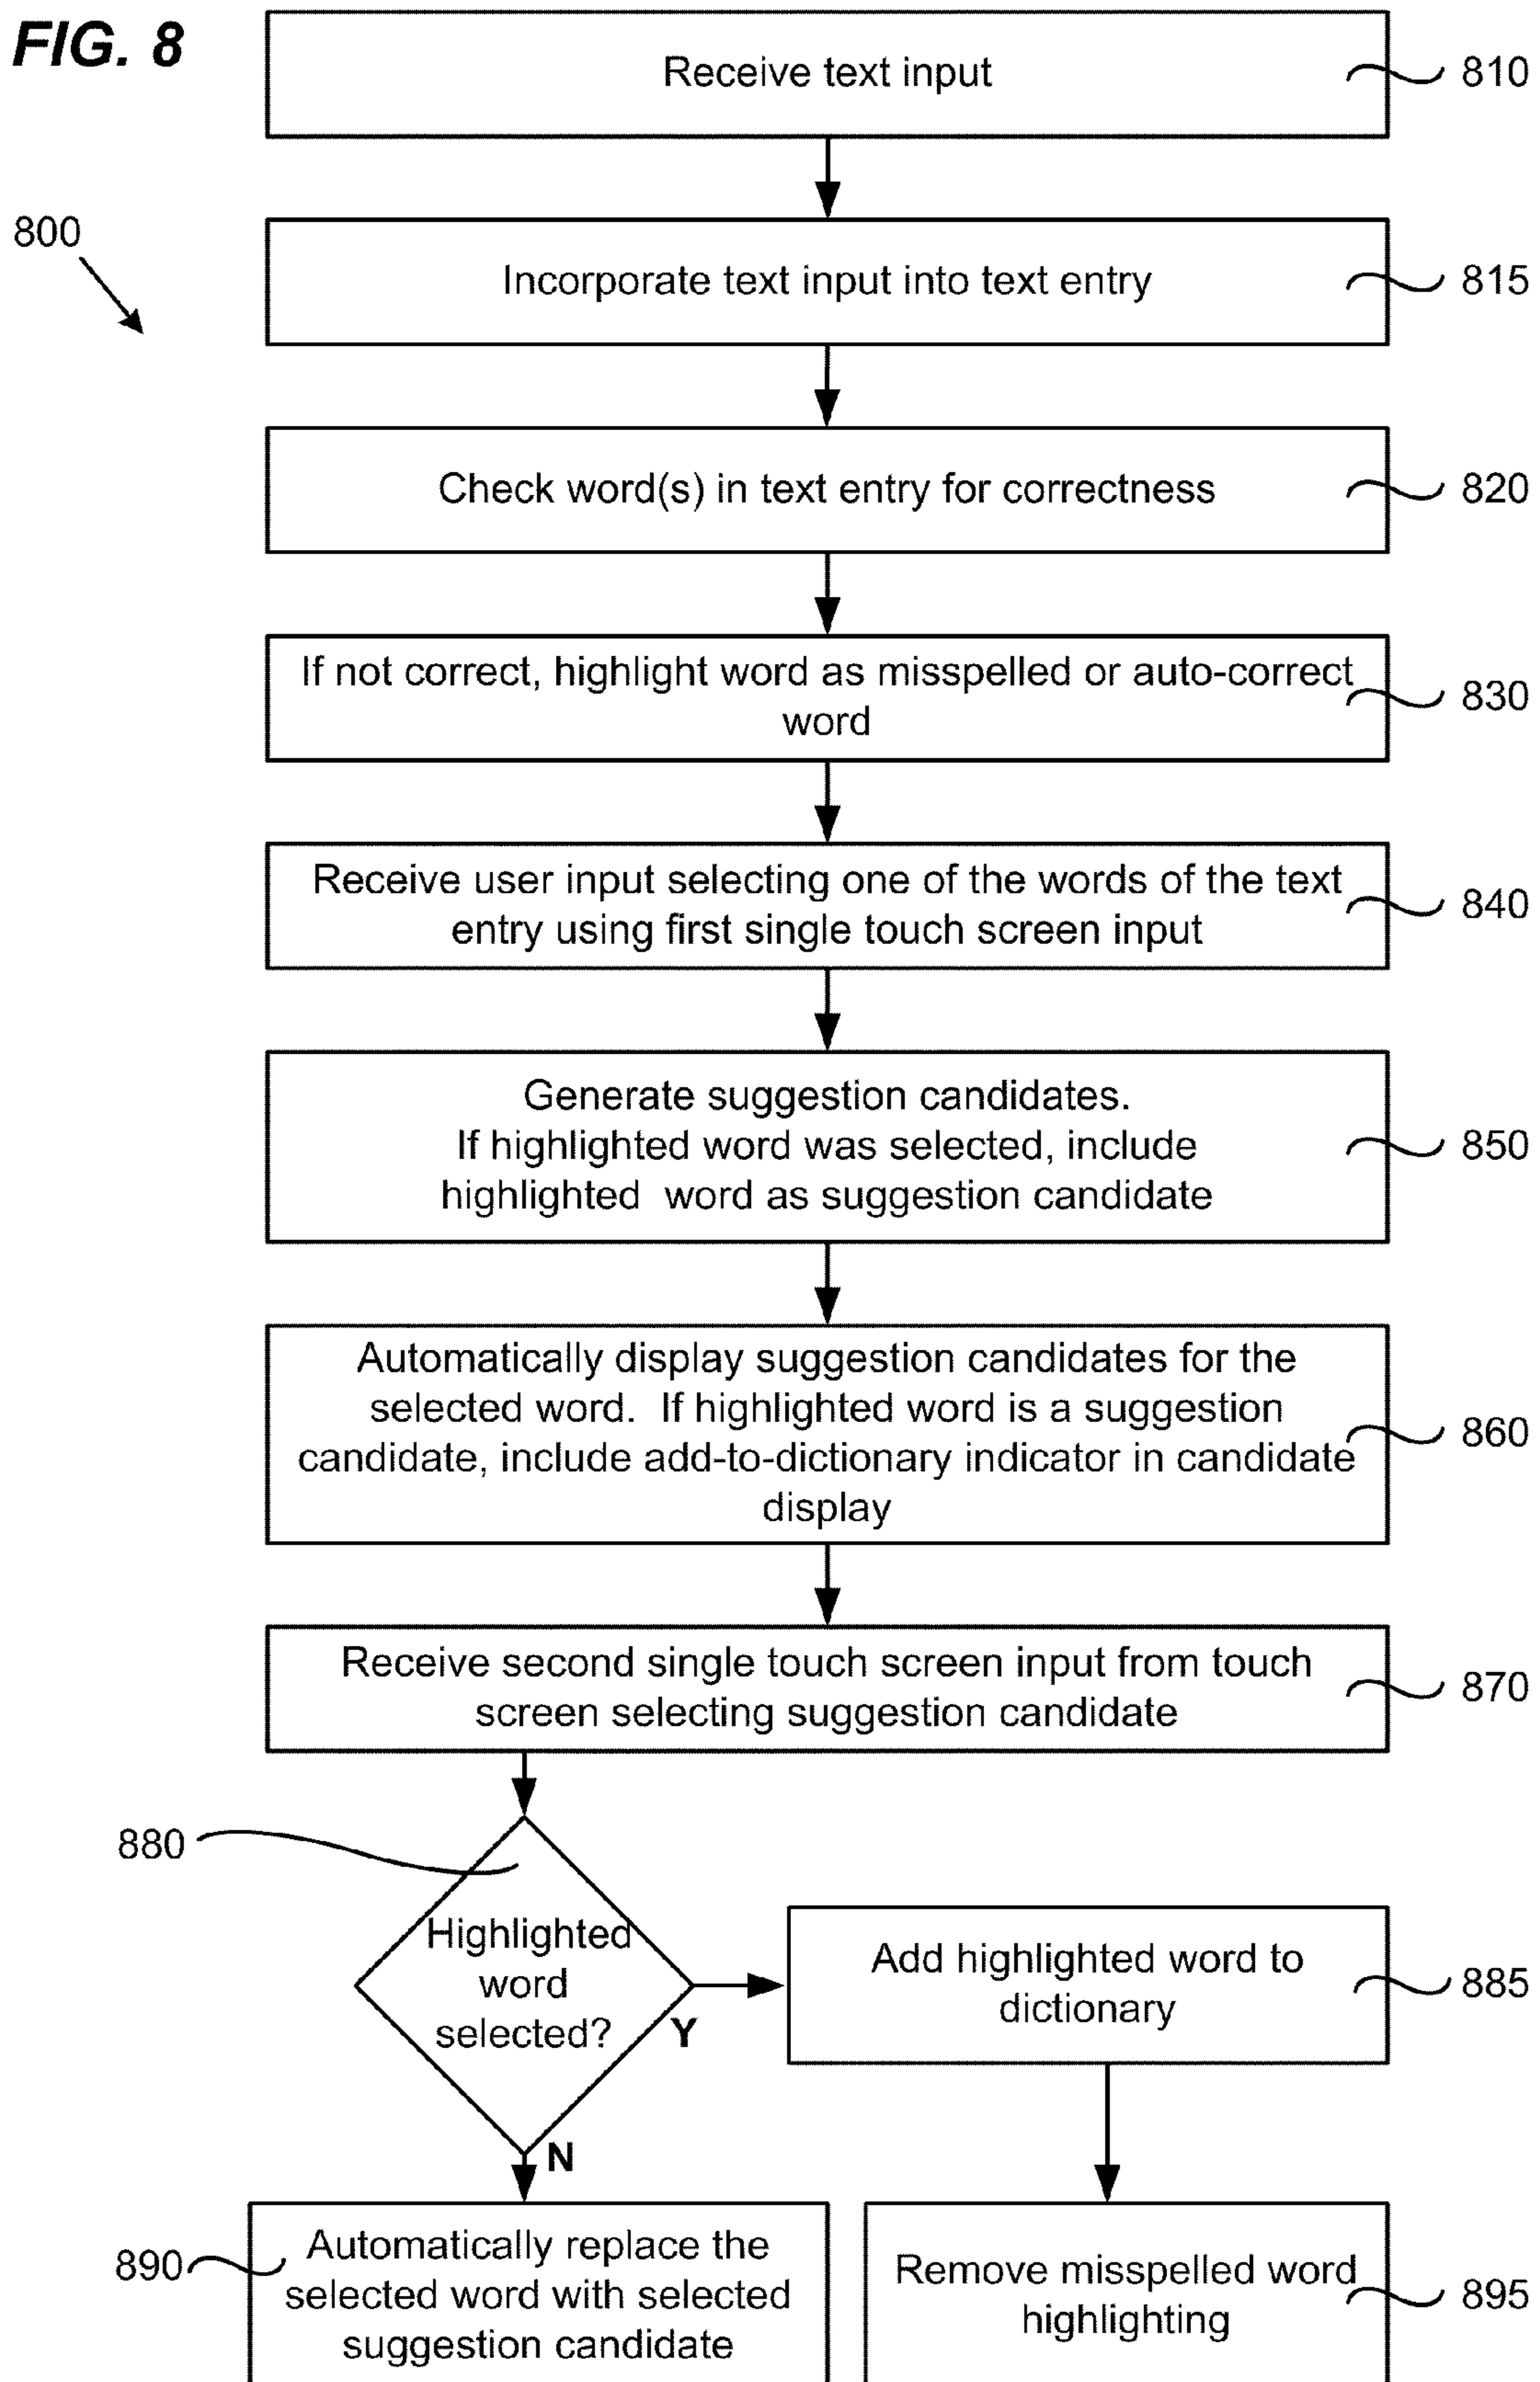 FIG. 8
Receive text input
810
800
Incorporate text input into text entry
815
Check word(s) in text entry for correctness
820
If not correct, highlight word as misspelled or auto-correct
word
830
Receive user input selecting one of the words of the text
entry using first single touch screen input
840
Generate suggestion candidates.
If highlighted word was selected, include
highlighted word as suggestion candidate
850
Automatically display suggestion candidates for the
selected word. If highlighted word is a suggestion
candidate, include add-to-dictionary indicator in candidate
display
860
Receive second single touch screen input from touch
screen selecting suggestion candidate
870
880
Highlighted
word
selected?
Y
N
Add highlighted word to
dictionary
885
890
Automatically replace the
selected word with selected
suggestion candidate
Remove misspelled word
highlighting
895